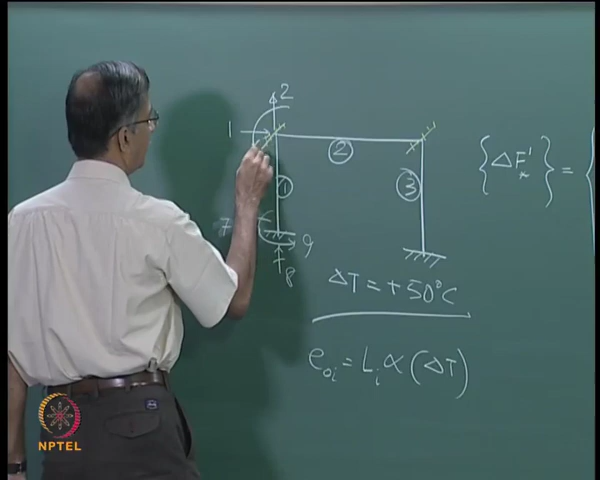 2
1
2
1
3
7
9
8
{ΔF'} = {
ΔT = +50°C
e₀ᵢ = Lᵢ α (ΔT)
NPTEL